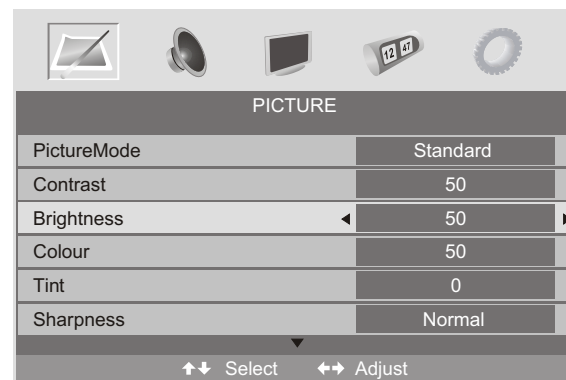 12 47
PICTURE
PictureMode Standard
Contrast 50
Brightness 50
Colour 50
Tint 0
Sharpness Normal
Select Adjust